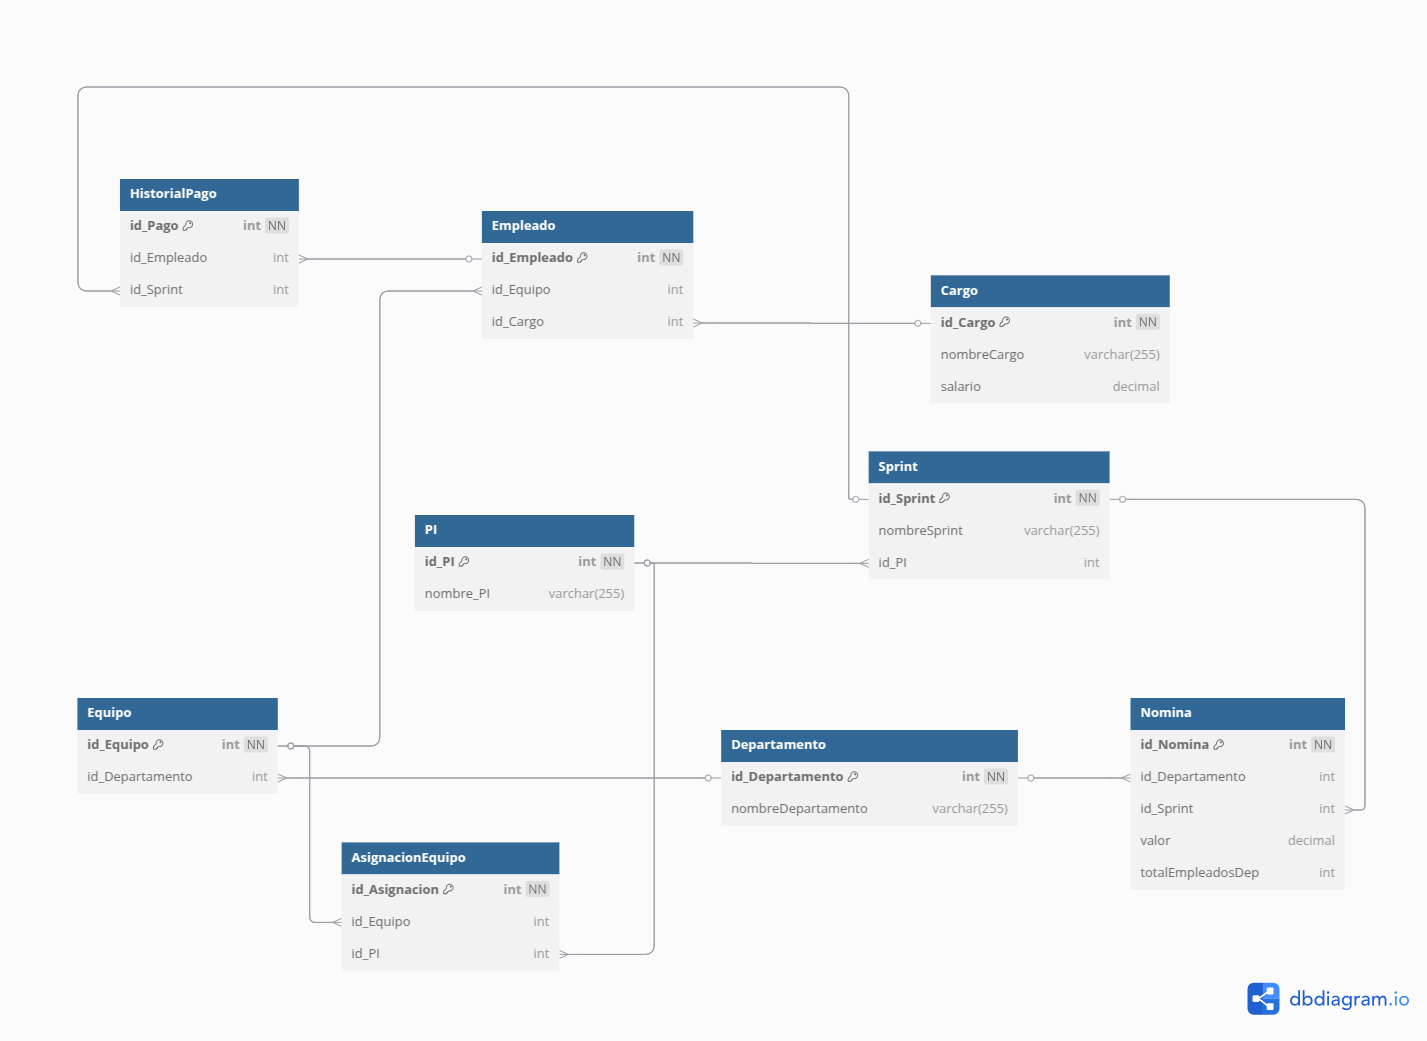 HistorialPago
id_Pago int NN
id_Empleado int
id_Sprint int
Empleado
id_Empleado int NN
id_Equipo int
id_Cargo int
Cargo
id_Cargo int NN
nombreCargo varchar(255)
salario decimal
Sprint
id_Sprint int NN
nombreSprint varchar(255)
id_PI int
PI
id_PI int NN
nombre_PI varchar(255)
Equipo
id_Equipo int NN
id_Departamento int
Departamento
id_Departamento int NN
nombreDepartamento varchar(255)
Nomina
id_Nomina int NN
id_Departamento int
id_Sprint int
valor decimal
totalEmpleadosDep int
AsignacionEquipo
id_Asignacion int NN
id_Equipo int
id_PI int
dbdiagram.io